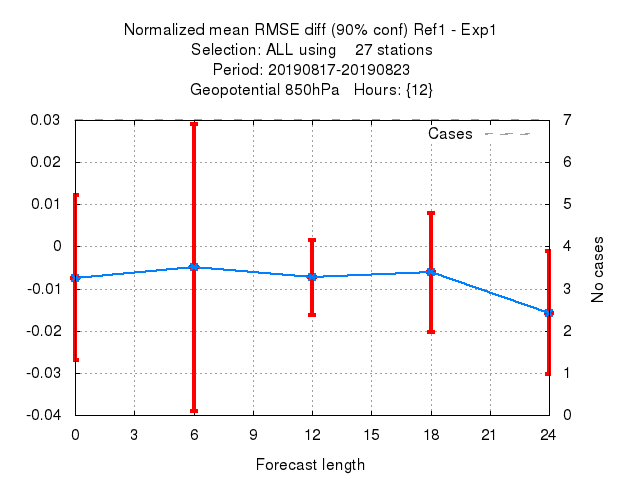 Normalized mean RMSE diff (90% conf) Ref1 - Exp1
Selection: ALL using    27 stations
Period: 20190817-20190823
Geopotential 850hPa   Hours: {12}
Cases
0.03
0.02
0.01
0
-0.01
-0.02
-0.03
-0.04
7
6
5
4
3
2
1
0
No cases
0 3 6 9 12 15 18 21 24
Forecast length